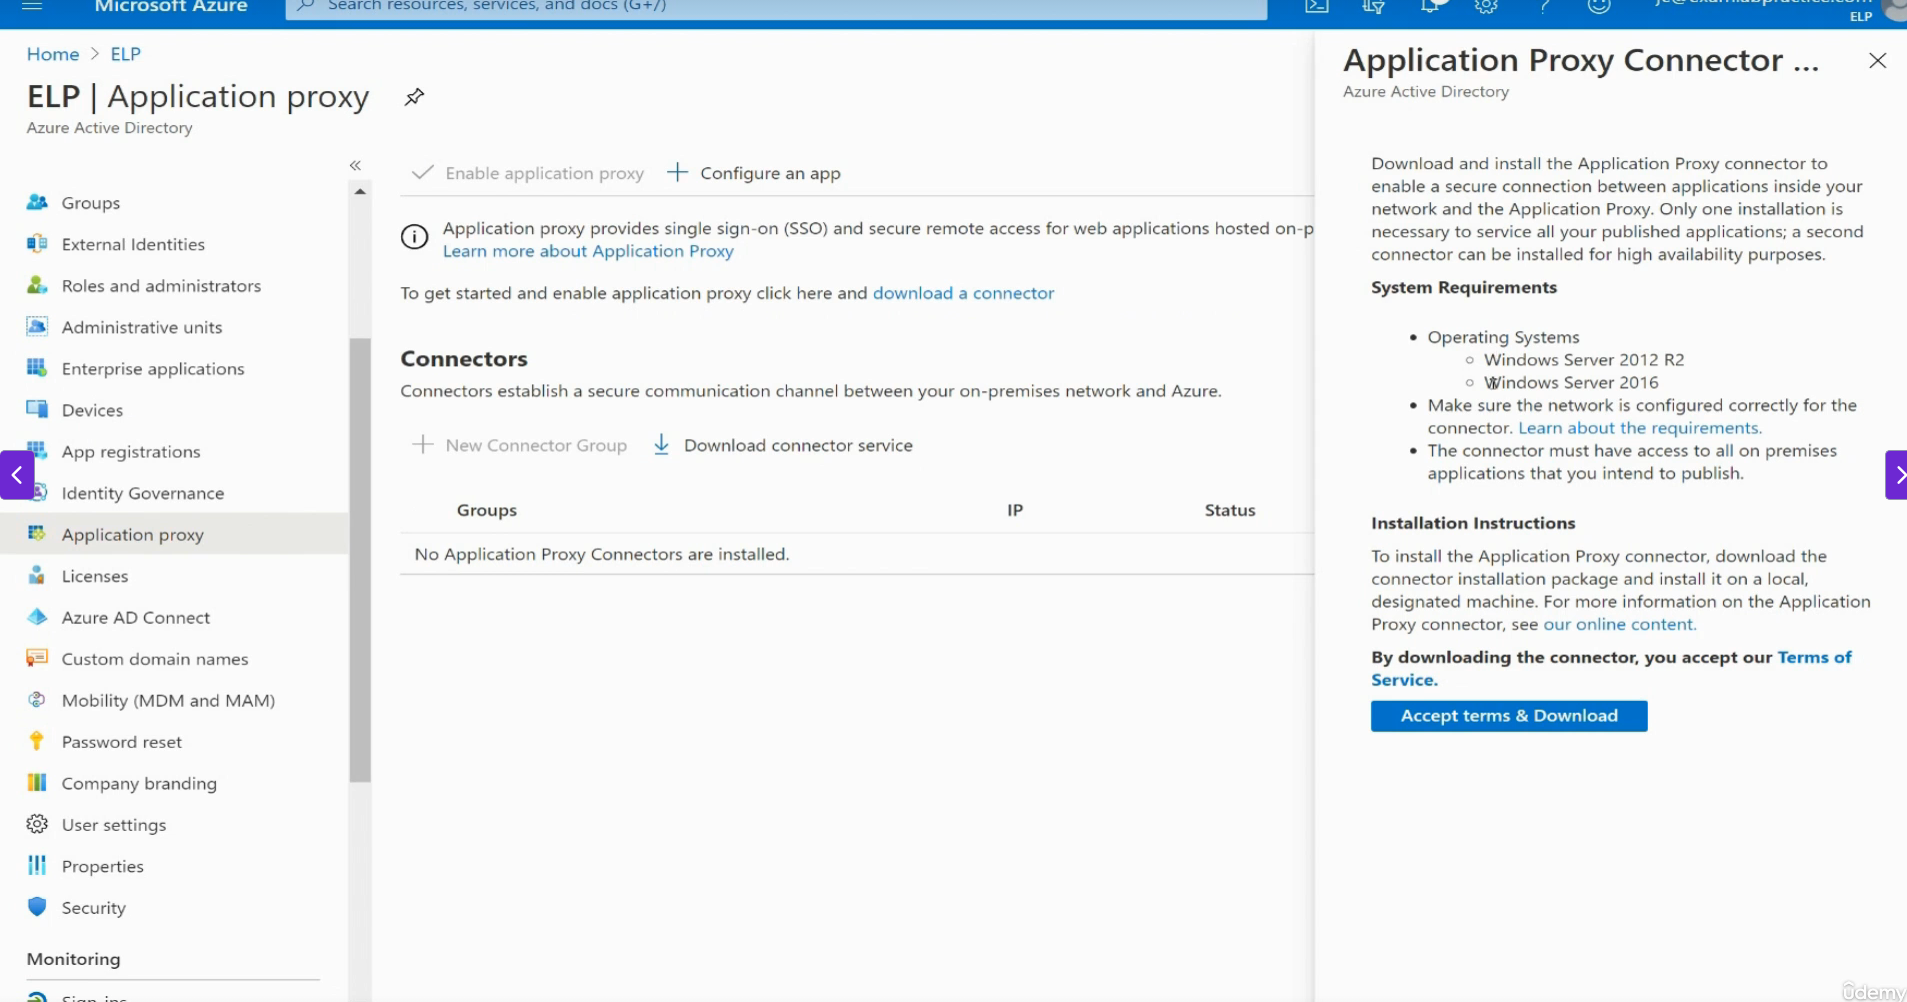 Microsoft Azure
Search resources, services, and docs (G+/)
ELP
Home > ELP
ELP | Application proxy
Azure Active Directory
Groups
External Identities
Roles and administrators
Administrative units
Enterprise applications
Devices
App registrations
Identity Governance
Application proxy
Licenses
Azure AD Connect
Custom domain names
Mobility (MDM and MAM)
Password reset
Company branding
User settings
Properties
Security
Monitoring
Sign-ins
Enable application proxy
Configure an app
Application proxy provides single sign-on (SSO) and secure remote access for web applications hosted on-p
Learn more about Application Proxy
To get started and enable application proxy click here and download a connector
Connectors
Connectors establish a secure communication channel between your on-premises network and Azure.
New Connector Group
Download connector service
Groups IP Status
No Application Proxy Connectors are installed.
Application Proxy Connector ...
Azure Active Directory
Download and install the Application Proxy connector to
enable a secure connection between applications inside your
network and the Application Proxy. Only one installation is
necessary to service all your published applications; a second
connector can be installed for high availability purposes.
System Requirements
• Operating Systems
○ Windows Server 2012 R2
○ Windows Server 2016
• Make sure the network is configured correctly for the
connector. Learn about the requirements.
• The connector must have access to all on premises
applications that you intend to publish.
Installation Instructions
To install the Application Proxy connector, download the
connector installation package and install it on a local,
designated machine. For more information on the Application
Proxy connector, see our online content.
By downloading the connector, you accept our Terms of
Service.
Accept terms & Download
ûdemy